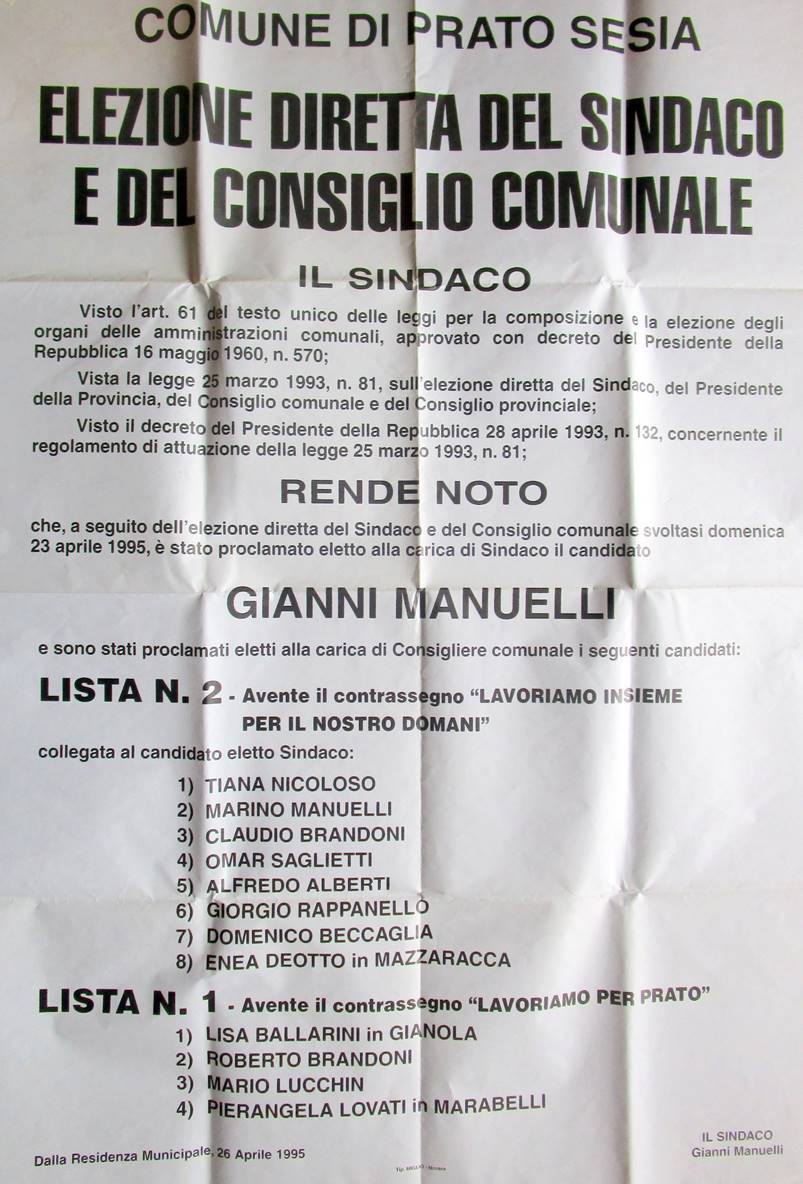 COMUNE DI PRATO SESIA
ELEZIONE DIRETTA DEL SINDACO
E DEL CONSIGLIO COMUNALE
IL SINDACO
Visto l'art. 61 del testo unico delle leggi per la composizione e la elezione degli
organi delle amministrazioni comunali, approvato con decreto del Presidente della
Repubblica 16 maggio 1960, n. 570;
Vista la legge 25 marzo 1993, n. 81, sull'elezione diretta del Sindaco, del Presidente
della Provincia, del Consiglio comunale e del Consiglio provinciale;
Visto il decreto del Presidente della Repubblica 28 aprile 1993, n. 132, concernente il
regolamento di attuazione della legge 25 marzo 1993, n. 81;
RENDE NOTO
che, a seguito dell'elezione diretta del Sindaco e del Consiglio comunale svoltasi domenica
23 aprile 1995, è stato proclamato eletto alla carica di Sindaco il candidato
GIANNI MANUELLI
e sono stati proclamati eletti alla carica di Consigliere comunale i seguenti candidati:
LISTA N. 2 - Avente il contrassegno "LAVORIAMO INSIEME
PER IL NOSTRO DOMANI"
collegata al candidato eletto Sindaco:
1) TIANA NICOLOSO
2) MARINO MANUELLI
3) CLAUDIO BRANDONI
4) OMAR SAGLIETTI
5) ALFREDO ALBERTI
6) GIORGIO RAPPANELLO
7) DOMENICO BECCAGLIA
8) ENEA DEOTTO in MAZZARACCA
LISTA N. 1 - Avente il contrassegno "LAVORIAMO PER PRATO"
1) LISA BALLARINI in GIANOLA
2) ROBERTO BRANDONI
3) MARIO LUCCHIN
4) PIERANGELA LOVATI in MARABELLI
IL SINDACO
Dalla Residenza Municipale, 26 Aprile 1995
Gianni Manuelli
Tip.